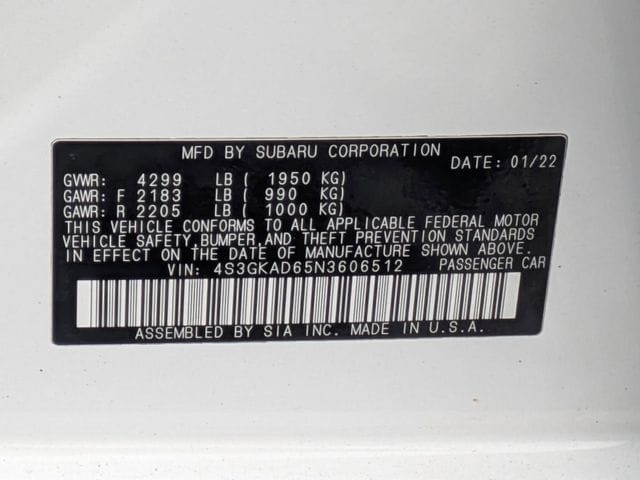 MFD BY SUBARU CORPORATION
DATE: 01/22
GVWR: 4299 LB ( 1950 KG)
GAWR: F 2183 LB ( 990 KG)
GAWR: R 2205 LB ( 1000 KG)
THIS VEHICLE CONFORMS TO ALL APPLICABLE FEDERAL MOTOR
VEHICLE SAFETY,BUMPER,AND THEFT PREVENTION STANDARDS
IN EFFECT ON THE DATE OF MANUFACTURE SHOWN ABOVE.
VIN: 4S3GKAD65N3606512 PASSENGER CAR
ASSEMBLED BY SIA INC. MADE IN U.S.A.